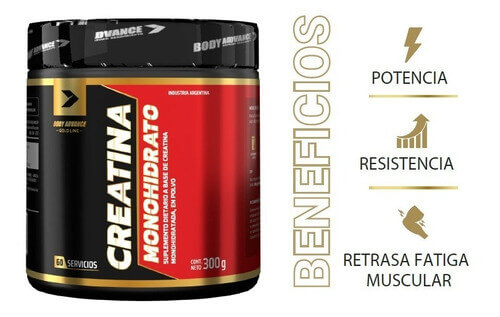 DVANCE
BODY ADVANCE
INDUSTRIA ARGENTINA
BODY ADVANCE
GOLD LINE
CREATINA
MONOHIDRATO
SUPLEMENTO DIETARIO A BASE DE CREATINA
MONOHIDRATADA, EN POLVO
60 SERVICIOS
CONT.
NETO 300g
BENEFICIOS
POTENCIA
RESISTENCIA
RETRASA FATIGA
MUSCULAR